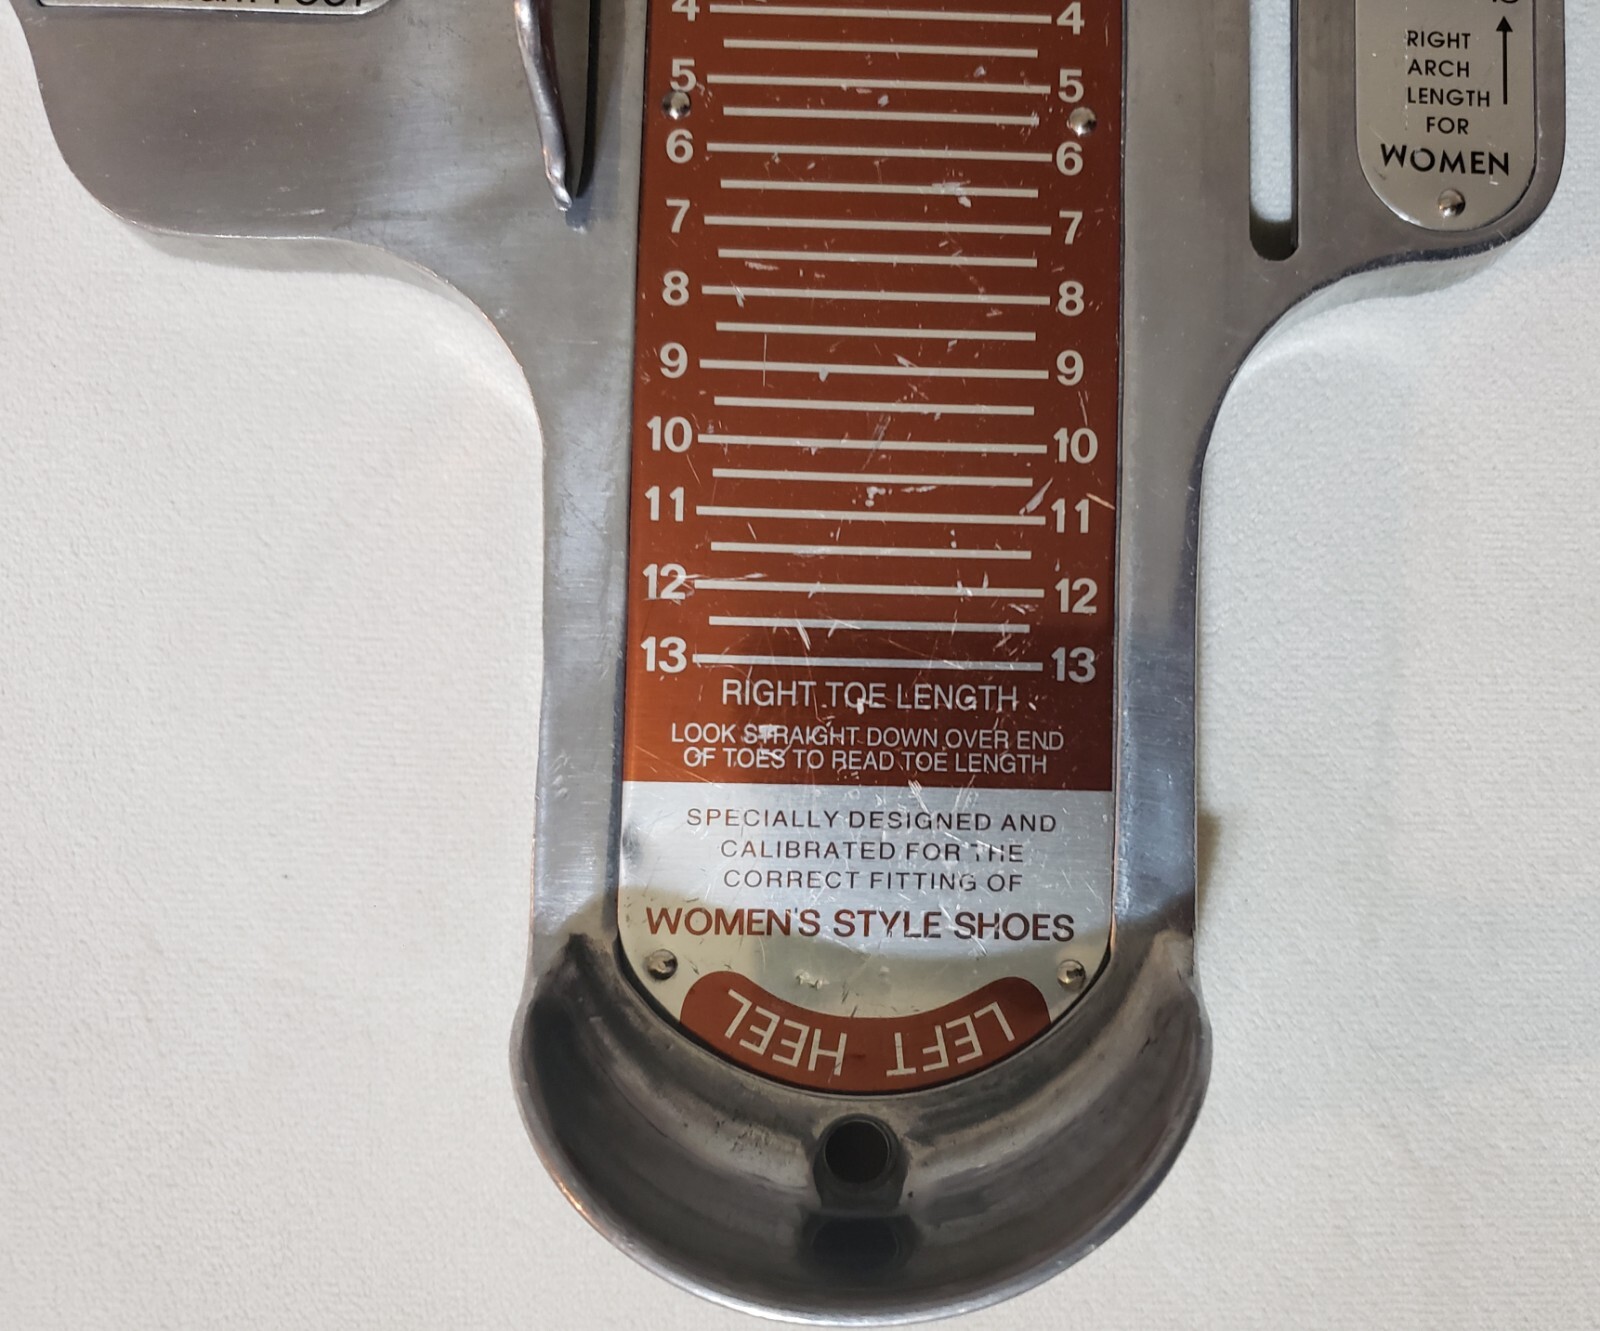 4 4
5 5
6 6
7 7
8 8
9 9
10 10
11 11
12 12
13 13
RIGHT TOE LENGTH
LOOK STRAIGHT DOWN OVER END
OF TOES TO READ TOE LENGTH
SPECIALLY DESIGNED AND
CALIBRATED FOR THE
CORRECT FITTING OF
WOMEN'S STYLE SHOES
LEFT HEEL
RIGHT
ARCH
LENGTH
FOR
WOMEN